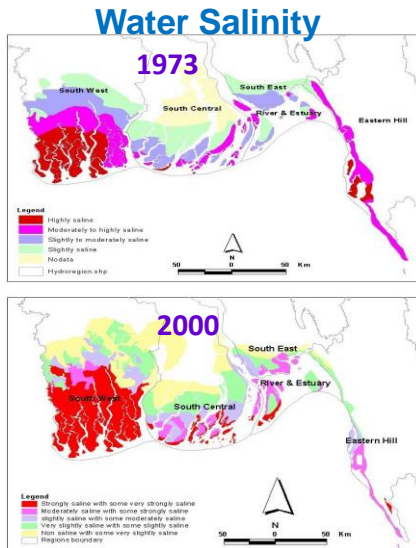 Water Salinity
1973
South West
South East
South Central
River & Estuary
Eastern Hill
Legend
Highly saline
Moderately to highly saline
Slightly to moderately saline
Slightly saline
Nodata
Hydroregion.shp
N
50 0 50 Km
2000
South East
South West
River & Estuary
South Central
Eastern Hill
Legend
Strongly saline with some very strongly saline
Moderately saline with some strongly saline
slightly saline with some moderately saline
Very slightly saline with some slightly saline
Non saline with some very slightly saline
Regions boundary
N
50 0 50 Km